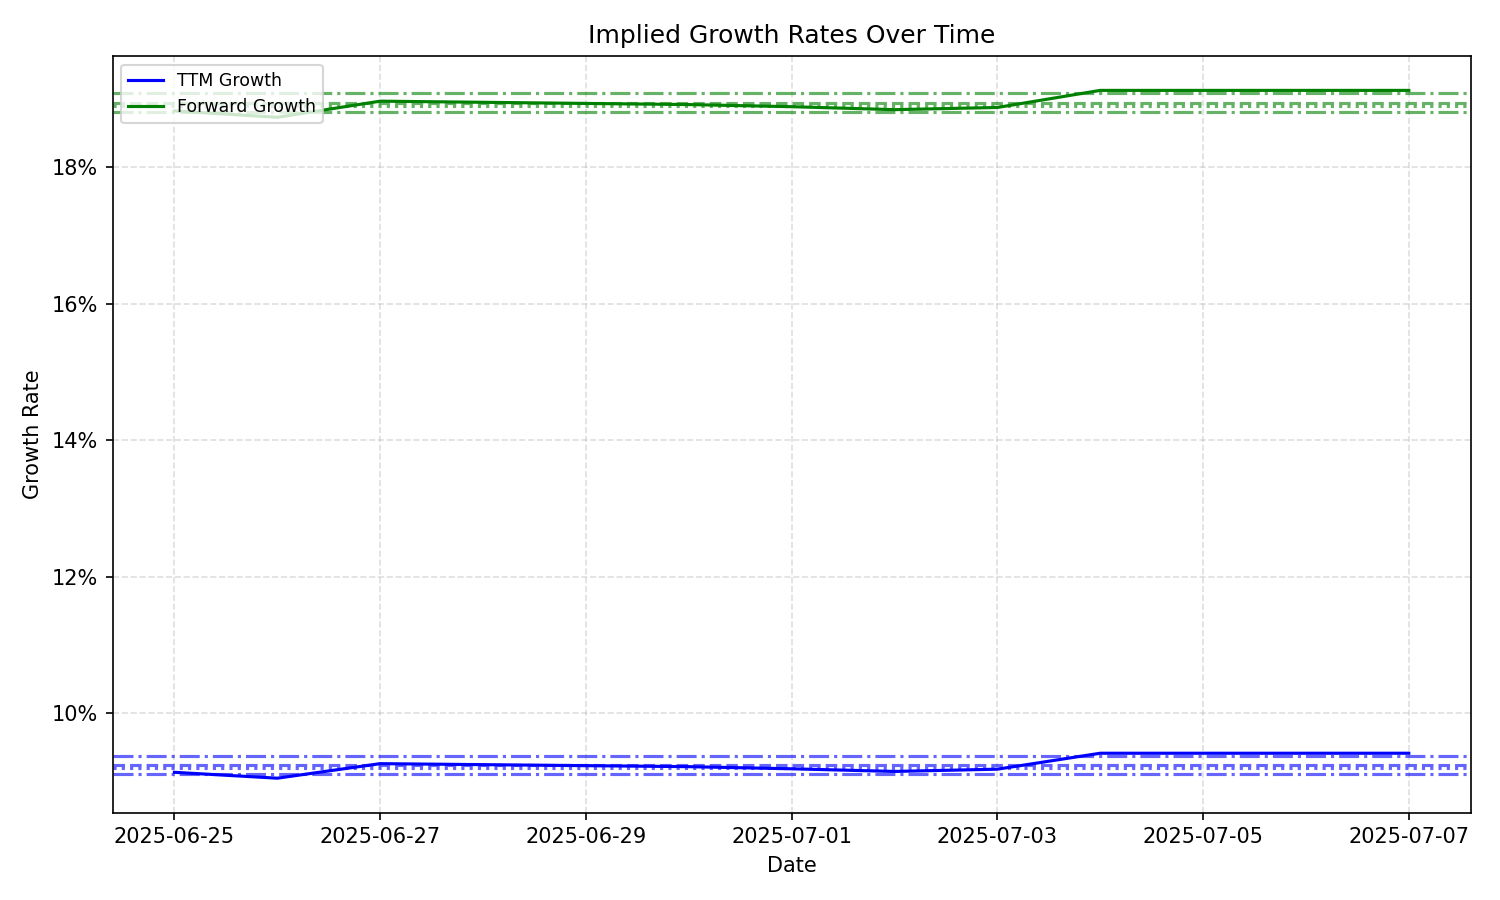 Implied Growth Rates Over Time
TTM Growth
Forward Growth
18%
16%
14%
12%
10%
Growth Rate
2025-06-25
2025-06-27
2025-06-29
2025-07-01
2025-07-03
2025-07-05
2025-07-07
Date